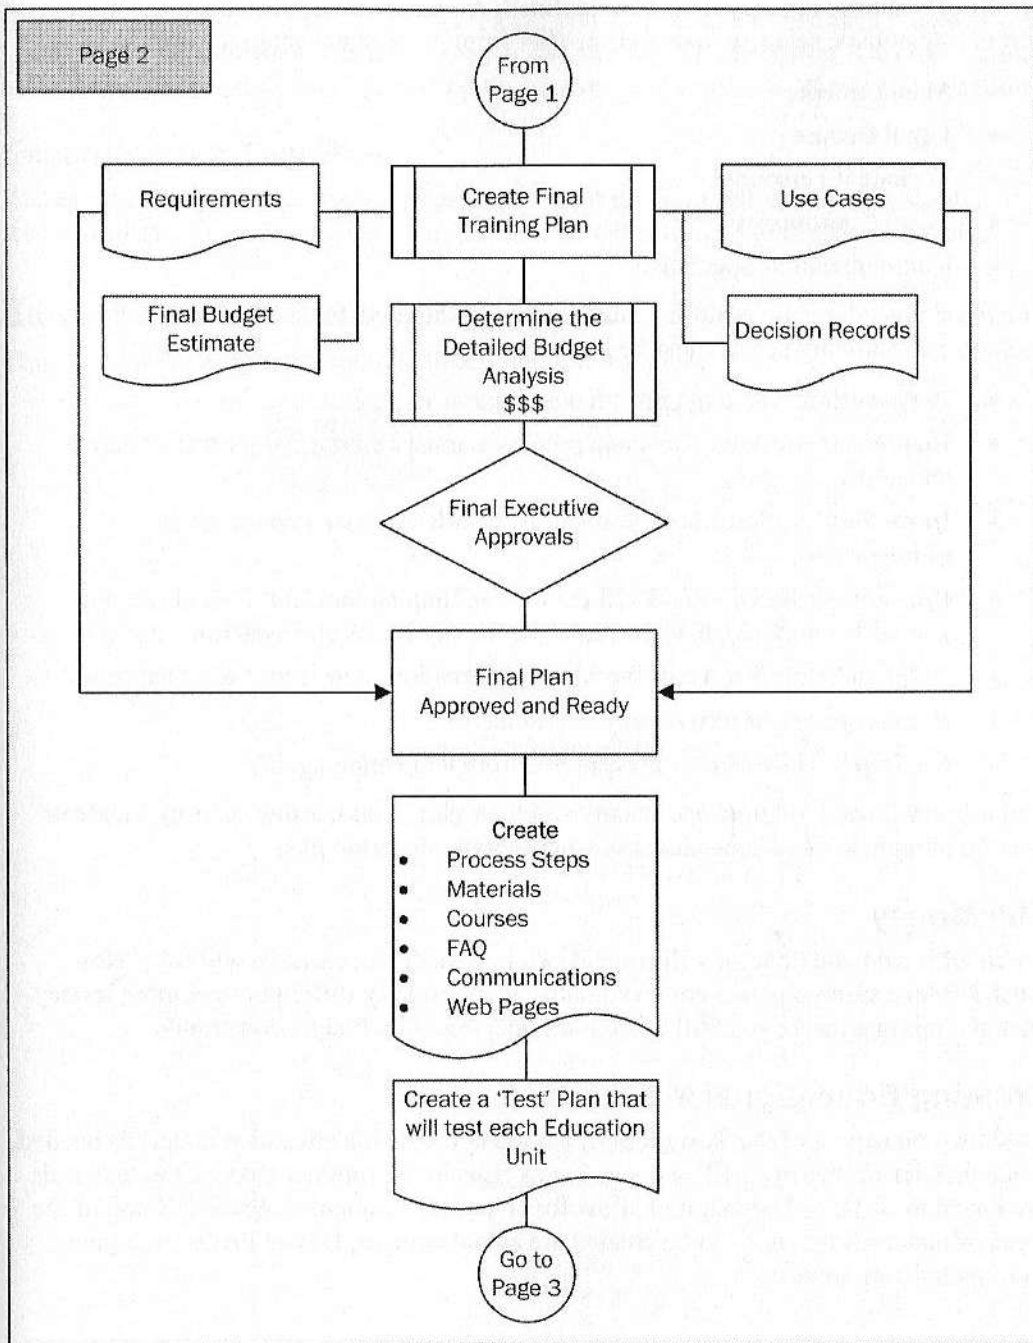 Page 2
From
Page 1
Requirements
Create Final
Training Plan
Use Cases
Final Budget
Estimate
Determine the
Detailed Budget
Analysis
$$$
Decision Records
Final Executive
Approvals
Final Plan
Approved and Ready
Create
• Process Steps
• Materials
• Courses
• FAQ
• Communications
• Web Pages
Create a ‘Test’ Plan that
will test each Education
Unit
Go to
Page 3